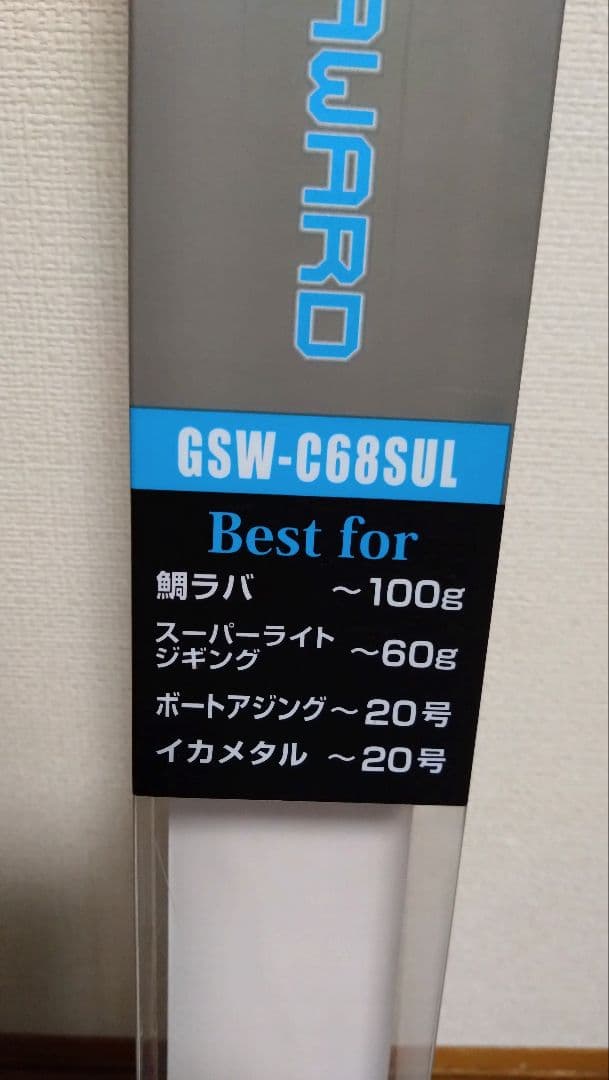 AWARD
GSW-C68SUL
Best for
鯛ラバ ～100g
スーパーライト
ジギング ～60g
ボートアジング～20号
イカメタル ～20号